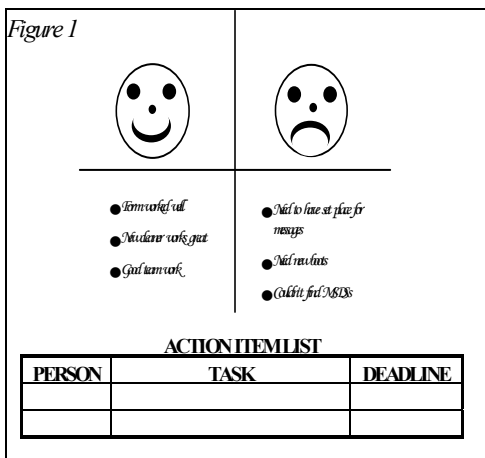 Figure 1
Form worked well
New cleaner works great
Good team work
Need to have set place for
messages
Need new boots
Couldn't find MSDSs
ACTION ITEM LIST
PERSON TASK DEADLINE